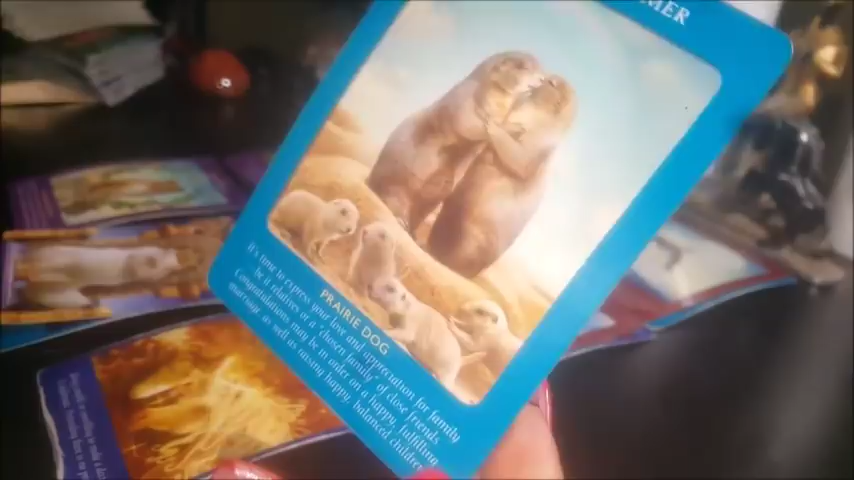 MER
PRAIRIE DOG
It's time to express your love and appreciation for family
be it relatives or a "chosen family" of close friends
Congratulations may be in order on a happy, fulfilling
marriage as well as raising happy, balanced children